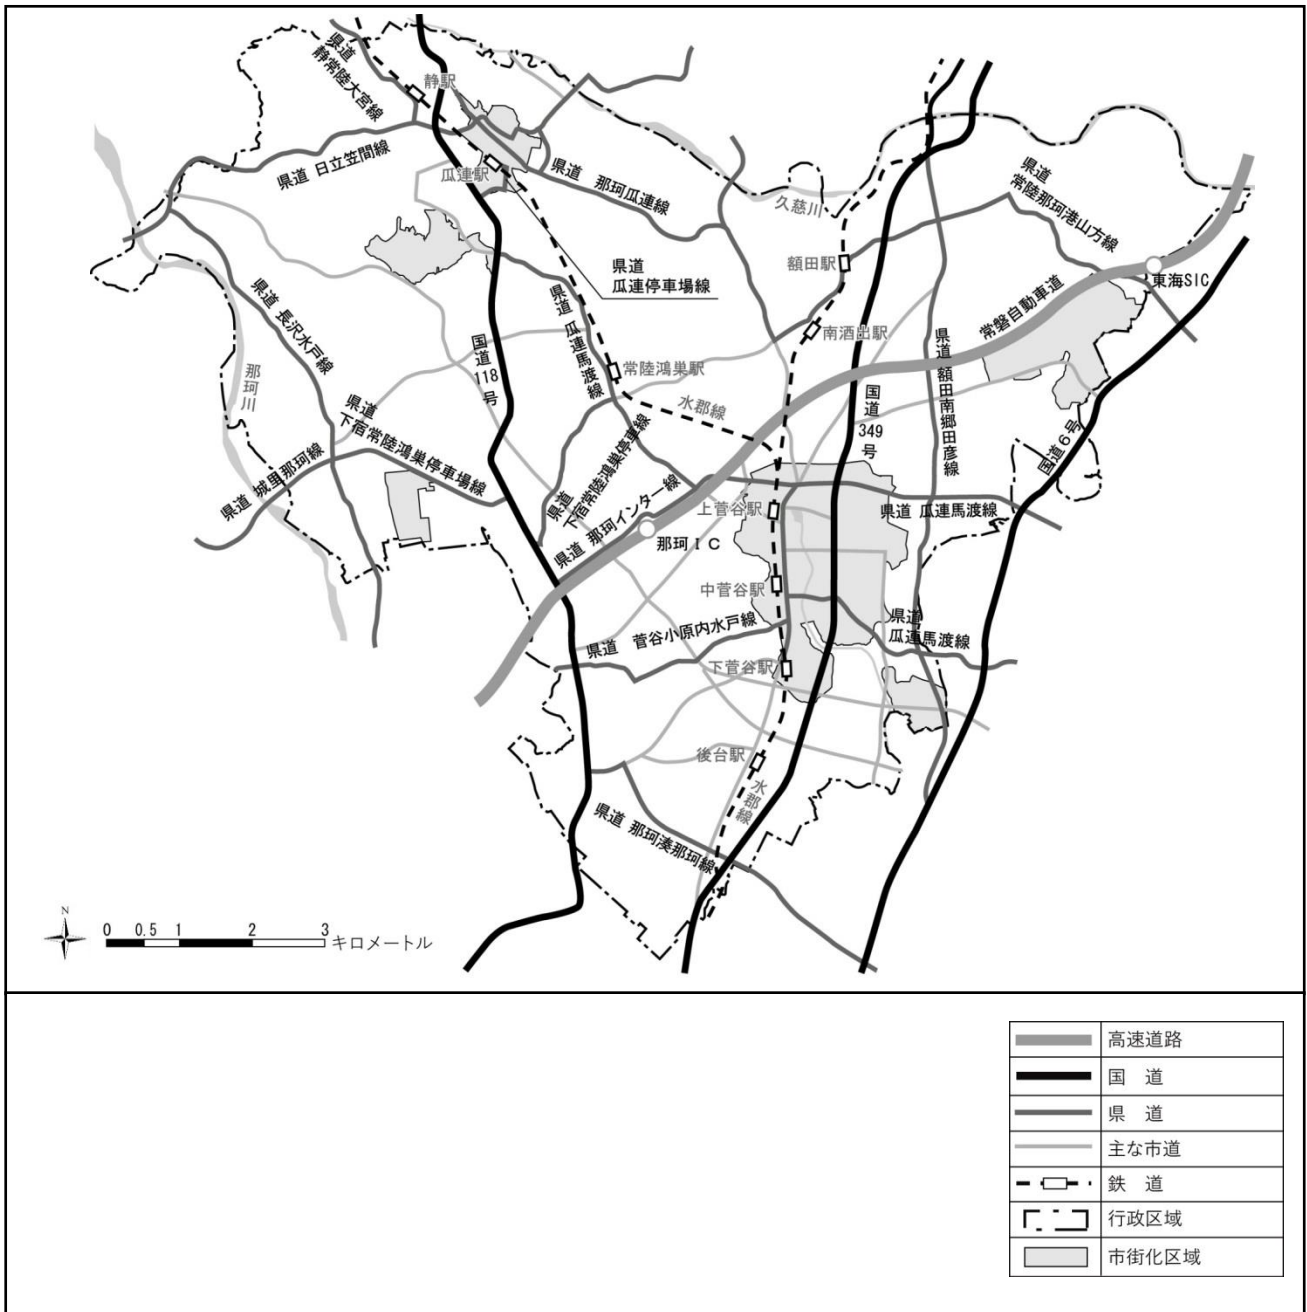 県道
静常陸大宮線
静駅
県道 日立笠間線
瓜連駅
県道 那珂瓜連線
久慈川
県道
常陸那珂港山方線
額田駅
東海SIC
県道
瓜連停車場線
県道 長沢水戸線
那珂川
国道118号
県道 瓜連馬渡線
常陸鴻巣駅
南酒出駅
常磐自動車道
水郡線
国道349号
県道 額田南郷田彦線
国道6号
県道
下宿常陸鴻巣停車場線
県道 城里那珂線
県道
下宿常陸鴻巣停車線
県道 那珂インター線
那珂IC
上菅谷駅
県道 瓜連馬渡線
中菅谷駅
県道 菅谷小原内水戸線
県道
瓜連馬渡線
下菅谷駅
後台駅
水郡線
県道 那珂湊那珂線
N
0 0.5 1 2 3 キロメートル
高速道路
国 道
県 道
主な市道
鉄 道
行政区域
市街化区域